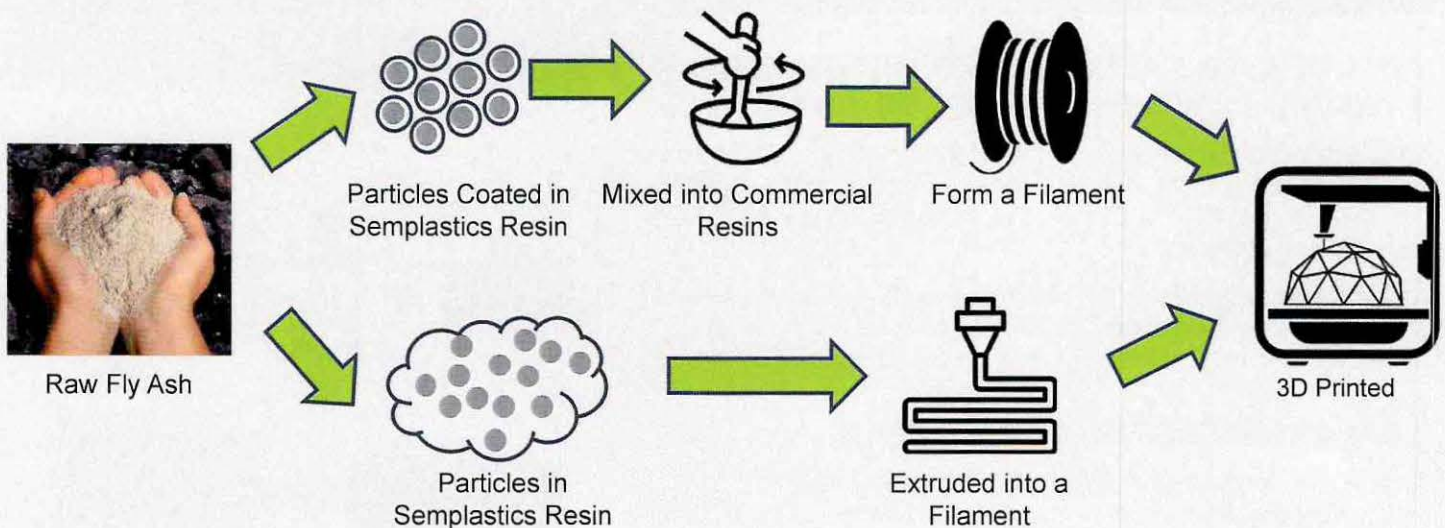 Particles Coated in
Semplastics Resin
Mixed into Commercial
Resins
Form a Filament
Raw Fly Ash
3D Printed
Particles in
Semplastics Resin
Extruded into a
Filament